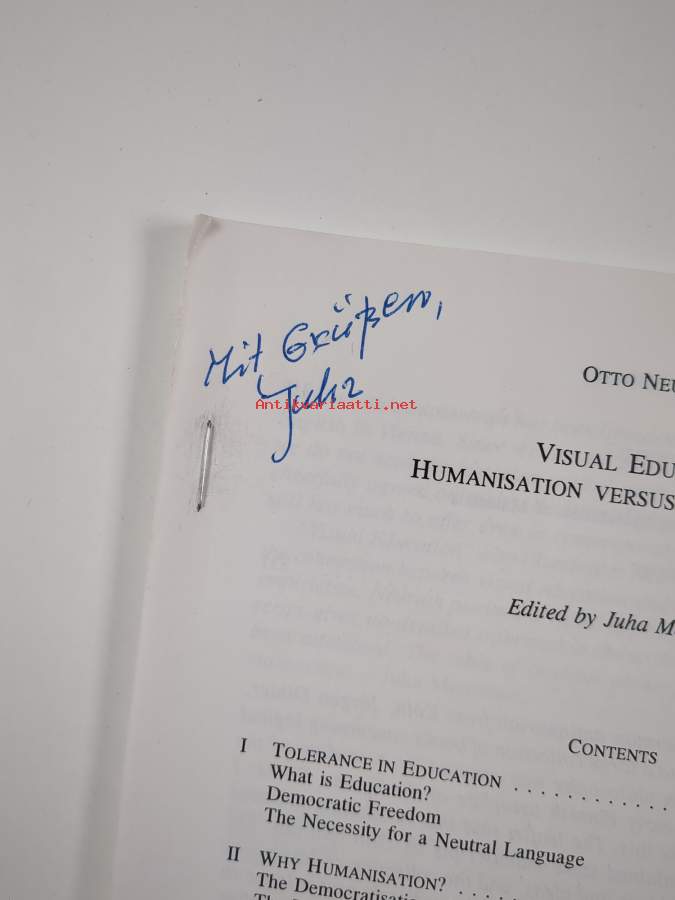 Mit Grüßen,
Juha
Antikvariaatti.net
OTTO NEU
VISUAL EDU
HUMANISATION VERSUS
Edited by Juha M
CONTENTS
I TOLERANCE IN EDUCATION . . . . . . . . . . . .
What is Education?
Democratic Freedom
The Necessity for a Neutral Language
II WHY HUMANISATION? . . . .
The Democratisatio